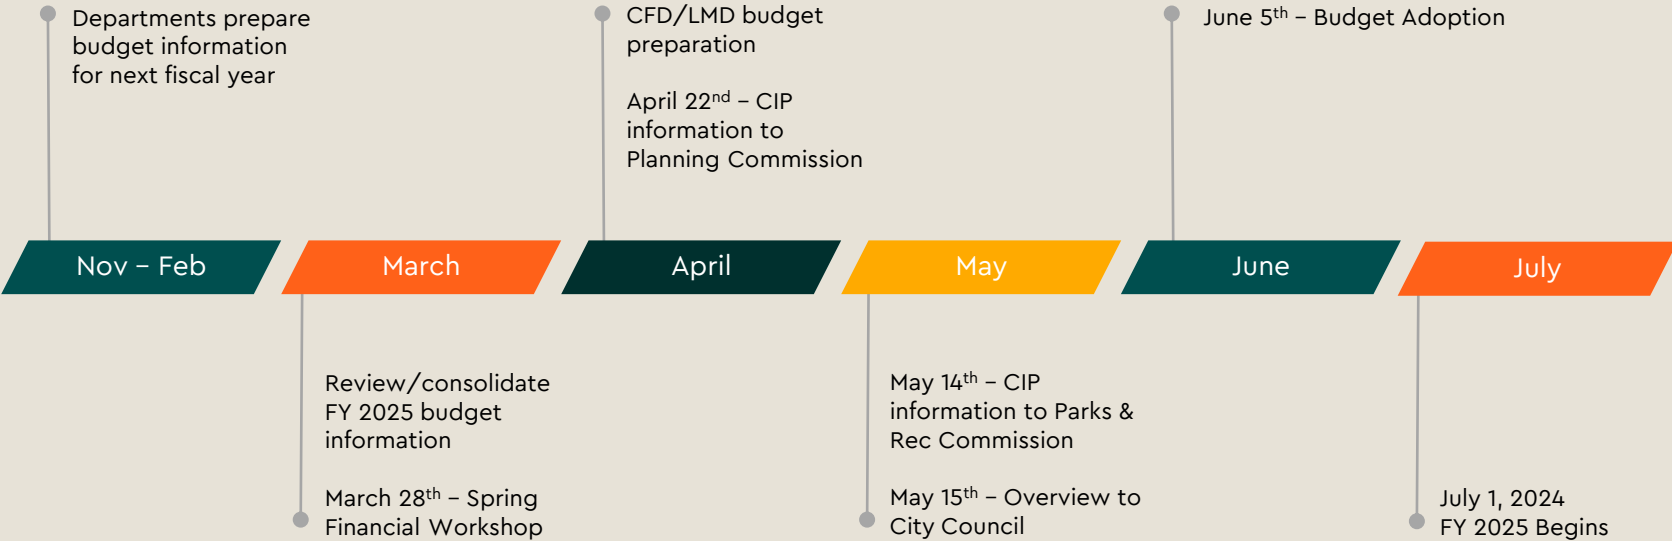 Departments prepare
budget information
for next fiscal year
CFD/LMD budget
preparation
April 22nd – CIP
information to
Planning Commission
June 5th – Budget Adoption
Nov – Feb
March
April
May
June
July
Review/consolidate
FY 2025 budget
information
March 28th – Spring
Financial Workshop
May 14th – CIP
information to Parks &
Rec Commission
May 15th – Overview to
City Council
July 1, 2024
FY 2025 Begins